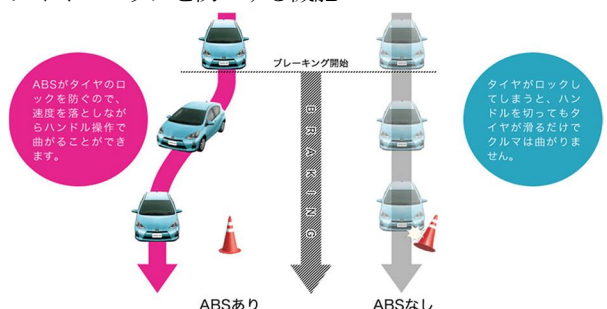 ブレーキング開始
ABSがタイヤのロ
ックを防ぐので、
速度を落としなが
らハンドル操作で
曲がることができ
ます。
BRAKING
タイヤがロックし
てしまうと、ハン
ドルを切ってもタ
イヤが滑るだけで
クルマは曲がりま
せん。
ABSあり
ABSなし